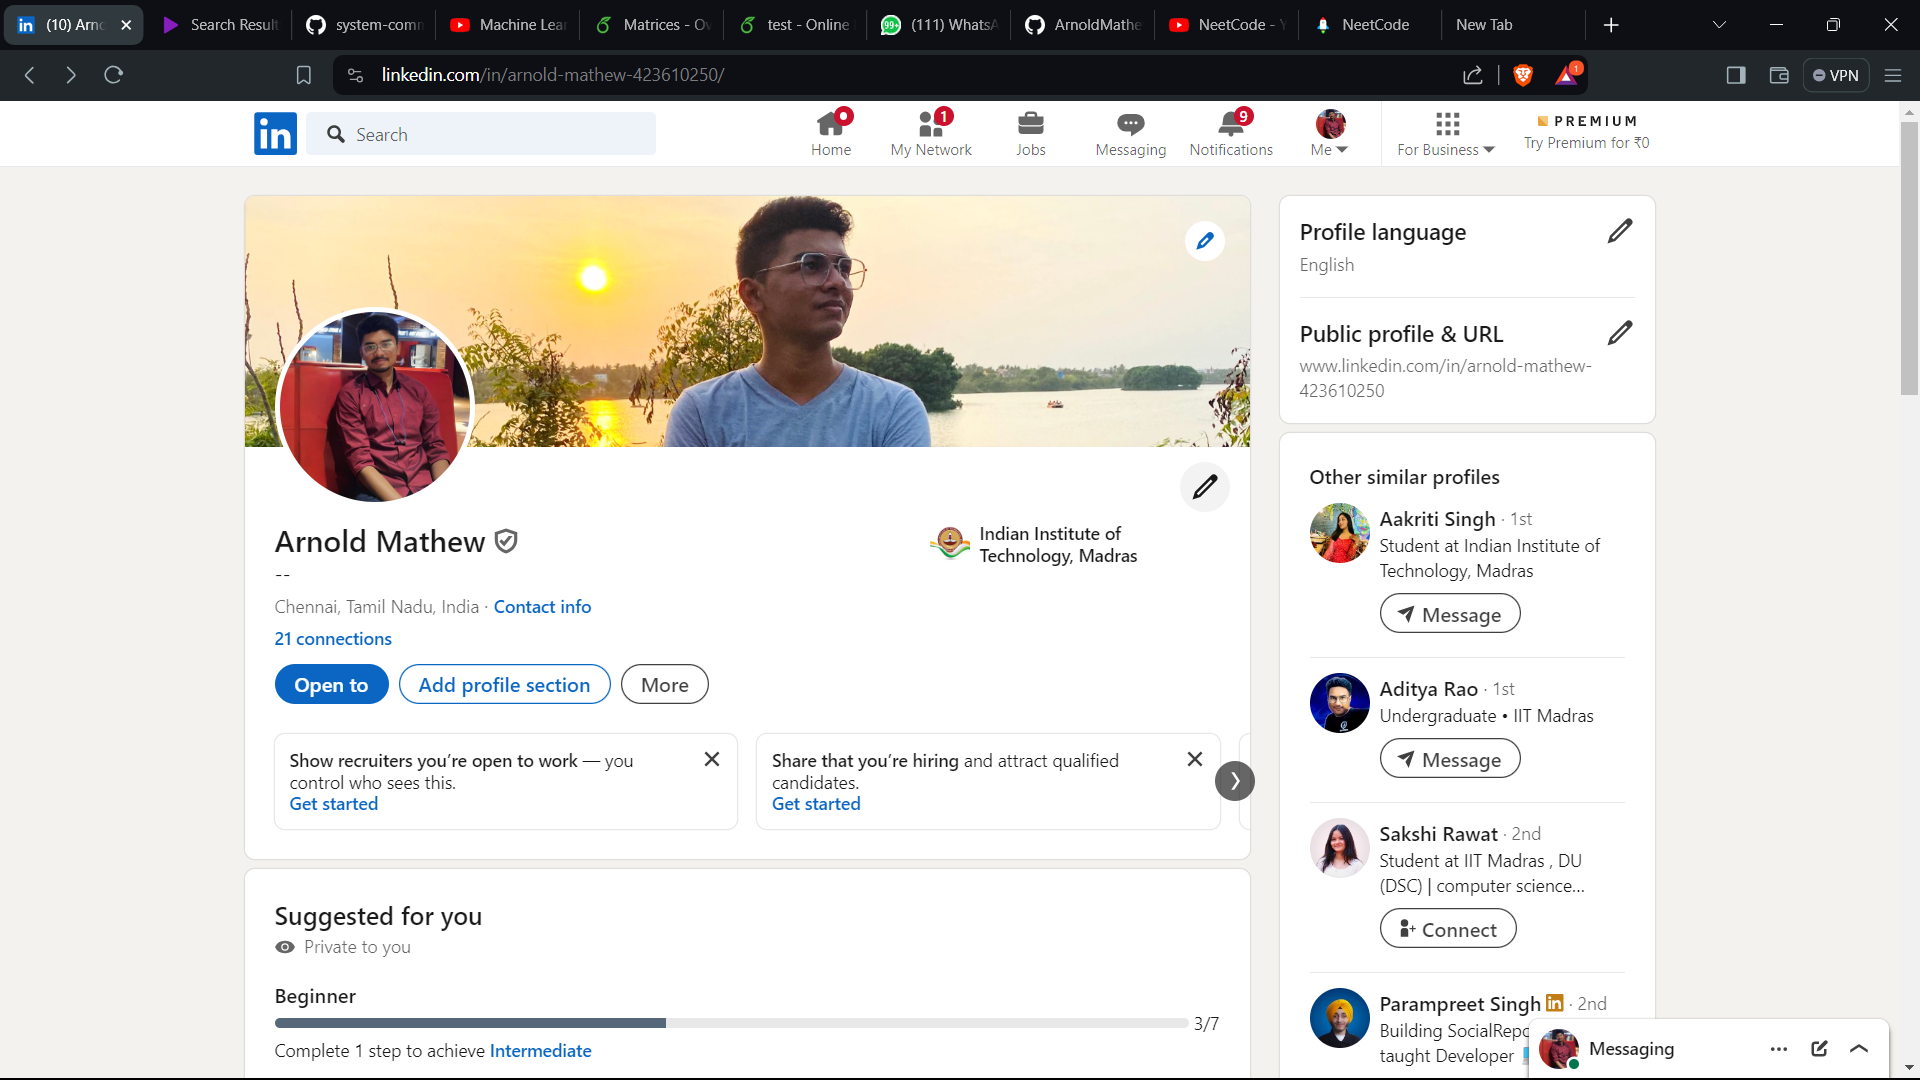 (10) Arno
Search Result
system-comm
Machine Lear
Matrices - Ov
test - Online
(111) WhatsA
ArnoldMathe
NeetCode - Y
NeetCode
New Tab
linkedin.com/in/arnold-mathew-423610250/
1
VPN
in
Search
Home
1
My Network
Jobs
Messaging
9
Notifications
Me
For Business
PREMIUM
Try Premium for ₹0
Arnold Mathew
--
Chennai, Tamil Nadu, India · Contact info
21 connections
Indian Institute of
Technology, Madras
Open to
Add profile section
More
Show recruiters you’re open to work — you
control who sees this.
Get started
Share that you’re hiring and attract qualified
candidates.
Get started
Suggested for you
Private to you
Beginner
3/7
Complete 1 step to achieve Intermediate
Profile language
English
Public profile & URL
www.linkedin.com/in/arnold-mathew-
423610250
Other similar profiles
Aakriti Singh · 1st
Student at Indian Institute of
Technology, Madras
Message
Aditya Rao · 1st
Undergraduate • IIT Madras
Message
Sakshi Rawat · 2nd
Student at IIT Madras , DU
(DSC) | computer science...
Connect
Parampreet Singh in · 2nd
Building SocialRepo
taught Developer
Messaging